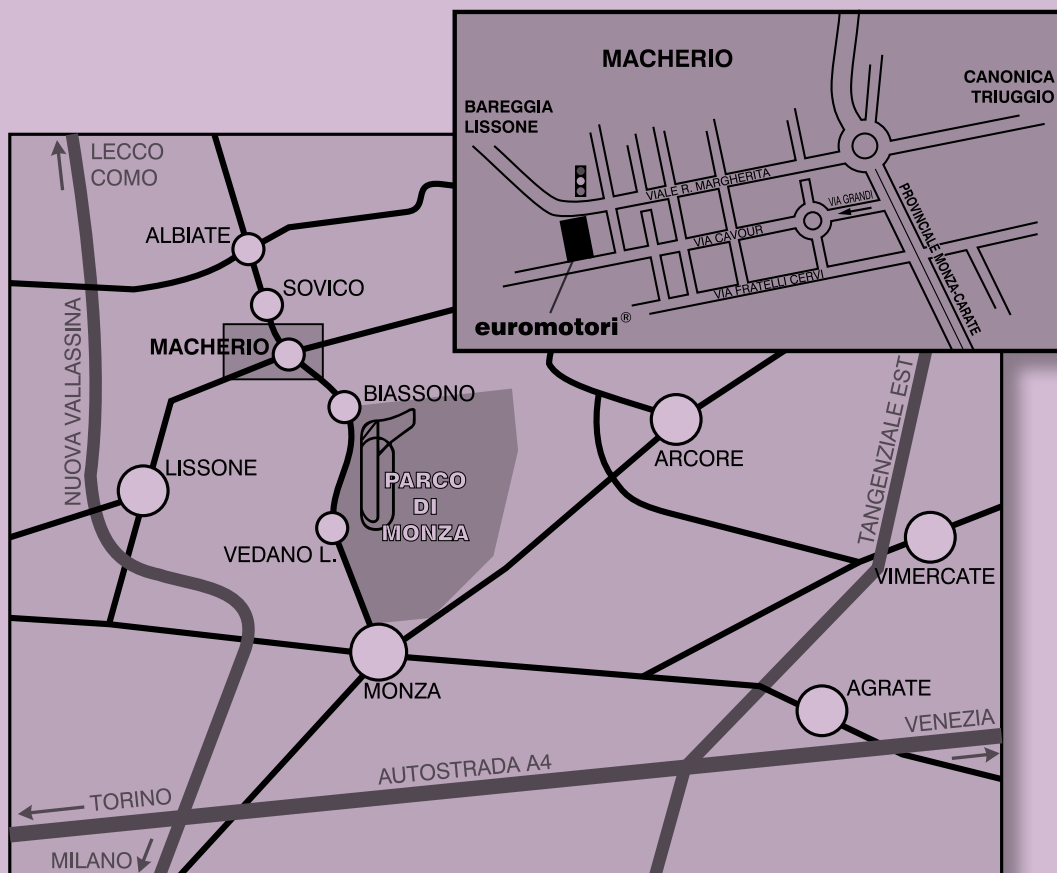 MACHERIO
CANONICA
TRIUGGIO
BAREGGIA
LISSONE
VIALE R. MARGHERITA
VIA GRANDI
VIA CAVOUR
VIA FRATELLI CERVI
PROVINCIALE MONZA-CARATE
euromotori®
LECCO
COMO
ALBIATE
SOVICO
NUOVA VALLASSINA
MACHERIO
BIASSONO
LISSONE
PARCO
DI
MONZA
VEDANO L.
ARCORE
TANGENZIALE EST
VIMERCATE
MONZA
AGRATE
VENEZIA
AUTOSTRADA A4
TORINO
MILANO